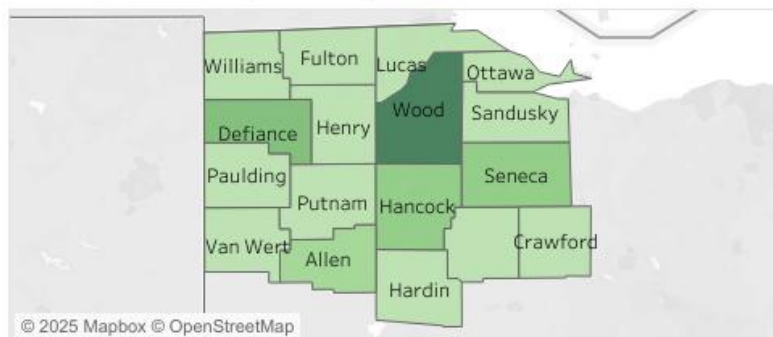 Williams
Fulton
Lucas
Ottawa
Defiance
Henry
Wood
Sandusky
Paulding
Putnam
Hancock
Seneca
Van Wert
Allen
Crawford
Hardin
© 2025 Mapbox © OpenStreetMap